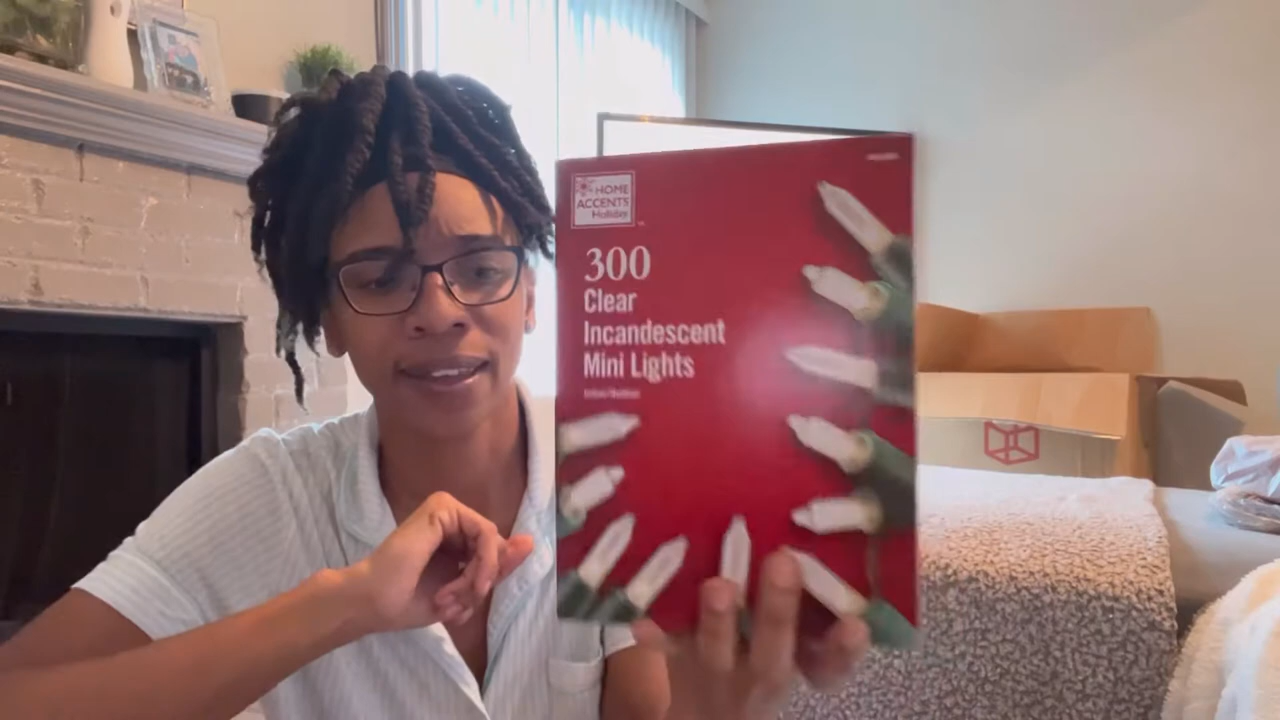 HOME
ACCENTS
Holiday
300
Clear
Incandescent
Mini Lights